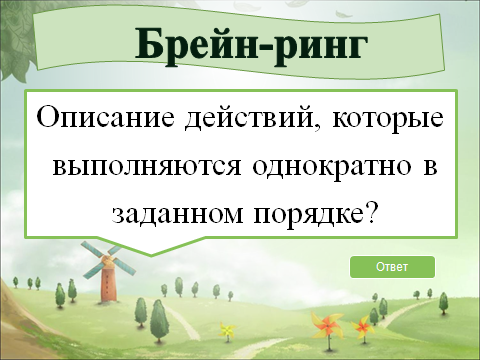 Брейн-ринг
Описание действий, которые
выполняются однократно в
заданном порядке?
Ответ